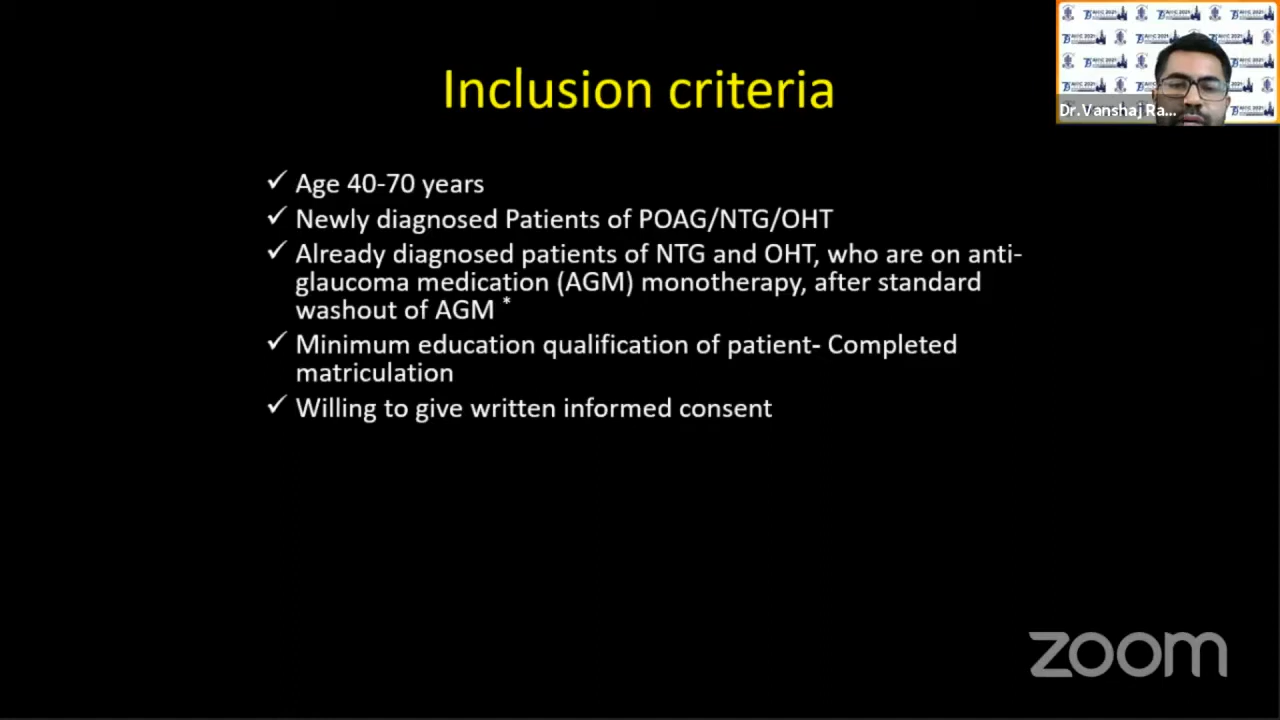 Inclusion criteria
Dr.Vanshaj Ra...
✓ Age 40-70 years
✓ Newly diagnosed Patients of POAG/NTG/OHT
✓ Already diagnosed patients of NTG and OHT, who are on anti-
glaucoma medication (AGM) monotherapy, after standard
washout of AGM *
✓ Minimum education qualification of patient- Completed
matriculation
✓ Willing to give written informed consent
zoom